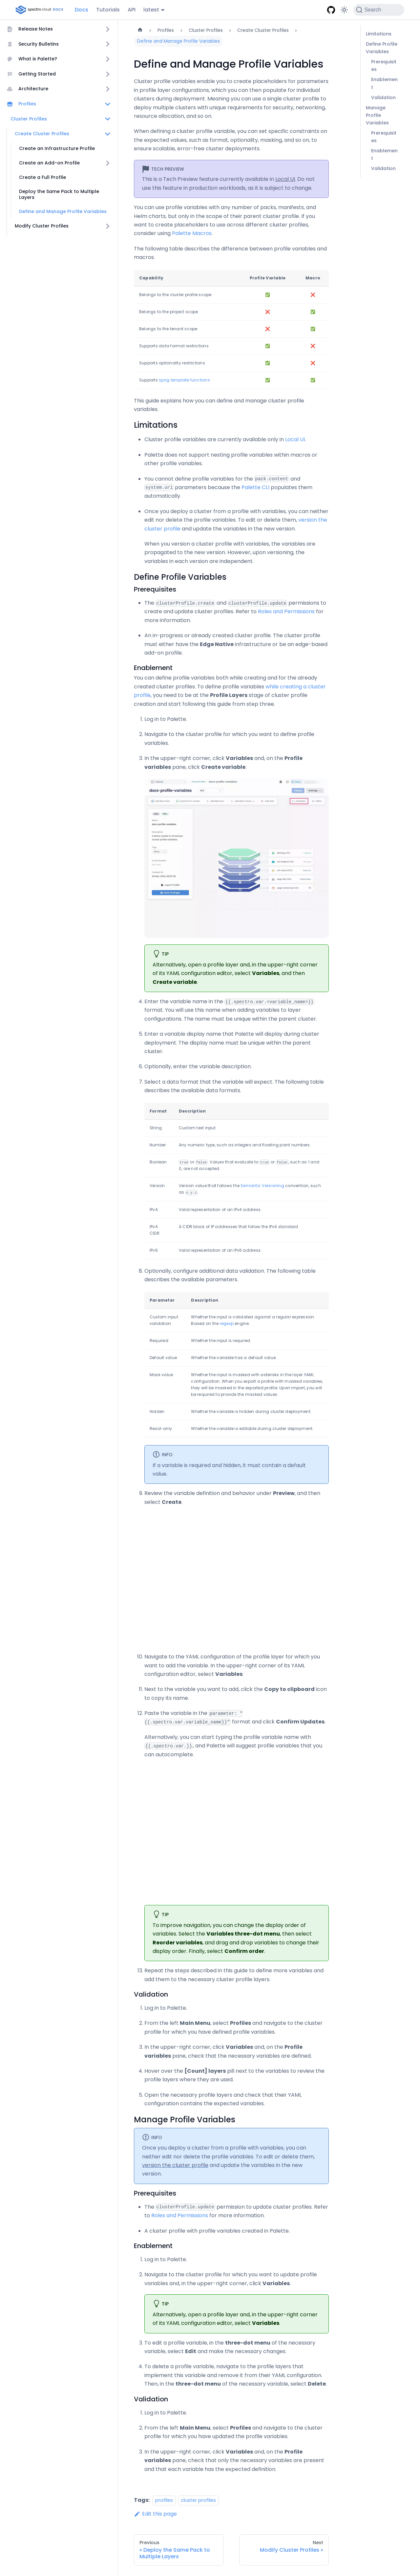 spectro cloud DOCS
Docs
Tutorials
API
latest
Search
Release Notes
Security Bulletins
What is Palette?
Getting Started
Architecture
Profiles
Cluster Profiles
Create Cluster Profiles
Create an Infrastructure Profile
Create an Add-on Profile
Create a Full Profile
Deploy the Same Pack to Multiple
Layers
Define and Manage Profile Variables
Modify Cluster Profiles
Profiles
Cluster Profiles
Create Cluster Profiles
Define and Manage Profile Variables
Define and Manage Profile Variables
Cluster profile variables enable you to create placeholders for parameters
in profile layer configurations, which you can populate for individual
clusters during deployment. With them, you can use a single cluster profile
for multiple clusters with unique requirements for security, networking,
resource allocation, and so on.
When defining a cluster profile variable, you can set various constraints on
it, such as format, optionality, masking, and so on, to ensure scalable,
error-free cluster deployments.
TECH PREVIEW
This is a Tech Preview feature currently available only in Local UI. Do not
use this feature in production workloads, as it is subject to change.
You can use profile variables with any number of packs, manifests, and
Helm charts, but only in the scope of their parent cluster profile. If you
want to create placeholders to use across different cluster profiles,
consider using Palette Macros.
The following table describes the difference between profile variables and
macros.
Capability
Profile Variable
Macro
Belongs to the cluster profile scope
✅
❌
Belongs to the project scope
❌
✅
Belongs to the tenant scope
❌
✅
Supports data format restrictions
✅
❌
Supports optionality restrictions
✅
❌
Supports sprig template functions
✅
✅
This guide explains how you can define and manage cluster profile
variables.
Limitations
Cluster profile variables are currently available only in Local UI.
Palette does not support nesting profile variables within macros or
other profile variables.
You cannot define profile variables for the pack.content and
system.uri parameters because the Palette CLI populates them
automatically.
Once you deploy a cluster from a profile with variables, you can neither
edit nor delete the profile variables. To edit or delete them, version the
cluster profile and update the variables in the new version.
When you version a cluster profile with variables, the variables are
propagated to the new version. However, upon versioning, the
variables in each version are independent.
Define Profile Variables
Prerequisites
The clusterProfile.create and clusterProfile.update permissions to
create and update cluster profiles. Refer to Roles and Permissions for
more information.
An in-progress or already created cluster profile. The cluster profile
must either have the Edge Native infrastructure or be an edge-based
add-on profile.
Enablement
You can define profile variables both while creating and for the already
created cluster profiles. To define profile variables while creating a cluster
profile, you need to be at the Profile Layers stage of cluster profile
creation and start following this guide from step three.
1. Log in to Palette.
2. Navigate to the cluster profile for which you want to define profile
variables.
3. In the upper-right corner, click Variables and, on the Profile
variables pane, click Create variable.
docs-profile-variables
TIP
Alternatively, open a profile layer and, in the upper-right corner
of its YAML configuration editor, select Variables, and then
Create variable.
4. Enter the variable name in the {{.spectro.var.<variable_name>}}
format. You will use this name when adding variables to layer
configurations. The name must be unique within the parent cluster.
5. Enter a variable display name that Palette will display during cluster
deployment. The display name must be unique within the parent
cluster.
6. Optionally, enter the variable description.
7. Select a data format that the variable will expect. The following table
describes the available data formats.
Format
Description
String
Custom text input.
Number
Any numeric type, such as integers and floating point numbers.
Boolean
true or false. Values that evaluate to true or false, such as 1 and
0, are not accepted.
Version
Version value that follows the Semantic Versioning convention, such
as x.y.z.
IPv4
Valid representation of an IPv4 address.
IPv4
CIDR
A CIDR block of IP addresses that follow the IPv4 standard.
IPv6
Valid representation of an IPv6 address.
8. Optionally, configure additional data validation. The following table
describes the available parameters.
Parameter
Description
Custom input
validation
Whether the input is validated against a regular expression.
Based on the regexp engine.
Required
Whether the input is required.
Default value
Whether the variable has a default value.
Mask value
Whether the input is masked with asterisks in the layer YAML
configuration. When you export a profile with masked variables,
they will be masked in the exported profile. Upon import, you will
be required to provide the masked values.
Hidden
Whether the variable is hidden during cluster deployment.
Read-only
Whether the variable is editable during cluster deployment.
INFO
If a variable is required and hidden, it must contain a default
value.
9. Review the variable definition and behavior under Preview, and then
select Create.
10. Navigate to the YAML configuration of the profile layer for which you
want to add the variable. In the upper-right corner of its YAML
configuration editor, select Variables.
11. Next to the variable you want to add, click the Copy to clipboard icon
to copy its name.
12. Paste the variable in the parameter: "
{{.spectro.var.variable_name}}" format and click Confirm Updates.
Alternatively, you can start typing the profile variable name with
{{.spectro.var.}}, and Palette will suggest profile variables that you
can autocomplete.
TIP
To improve navigation, you can change the display order of
variables. Select the Variables three-dot menu, then select
Reorder variables, and drag and drop variables to change their
display order. Finally, select Confirm order.
13. Repeat the steps described in this guide to define more variables and
add them to the necessary cluster profile layers.
Validation
1. Log in to Palette.
2. From the left Main Menu, select Profiles and navigate to the cluster
profile for which you have defined profile variables.
3. In the upper-right corner, click Variables and, on the Profile
variables pane, check that the necessary variables are defined.
4. Hover over the [Count] layers pill next to the variables to review the
profile layers where they are used.
5. Open the necessary profile layers and check that their YAML
configuration contains the expected variables.
Manage Profile Variables
INFO
Once you deploy a cluster from a profile with variables, you can
neither edit nor delete the profile variables. To edit or delete them,
version the cluster profile and update the variables in the new
version.
Prerequisites
The clusterProfile.update permission to update cluster profiles. Refer
to Roles and Permissions for more information.
A cluster profile with profile variables created in Palette.
Enablement
1. Log in to Palette.
2. Navigate to the cluster profile for which you want to update profile
variables and, in the upper-right corner, click Variables.
TIP
Alternatively, open a profile layer and, in the upper-right corner
of its YAML configuration editor, select Variables.
3. To edit a profile variable, in the three-dot menu of the necessary
variable, select Edit and make the necessary changes.
4. To delete a profile variable, navigate to the profile layers that
implement this variable and remove it from their YAML configuration.
Then, in the three-dot menu of the necessary variable, select Delete.
Validation
1. Log in to Palette.
2. From the left Main Menu, select Profiles and navigate to the cluster
profile for which you have updated the profile variables.
3. In the upper-right corner, click Variables and, on the Profile
variables pane, check that only the necessary variables are present
and that each variable has the expected definition.
Tags: profiles cluster profiles
Edit this page
Previous
« Deploy the Same Pack to
Multiple Layers
Next
Modify Cluster Profiles »
Limitations
Define Profile
Variables
Prerequisit
es
Enablemen
t
Validation
Manage
Profile
Variables
Prerequisit
es
Enablemen
t
Validation